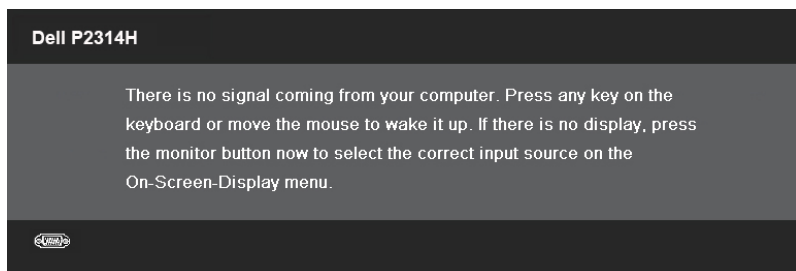 Dell P2314H
There is no signal coming from your computer. Press any key on the
keyboard or move the mouse to wake it up. If there is no display, press
the monitor button now to select the correct input source on the
On-Screen-Display menu.